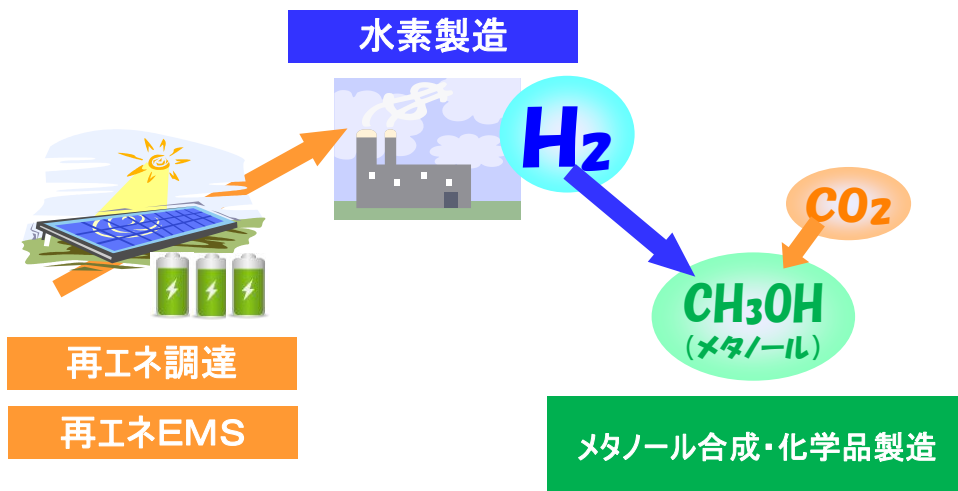 水素製造
H₂
CO₂
CH₃OH
(メタノール)
再エネ調達
再エネEMS
メタノール合成・化学品製造